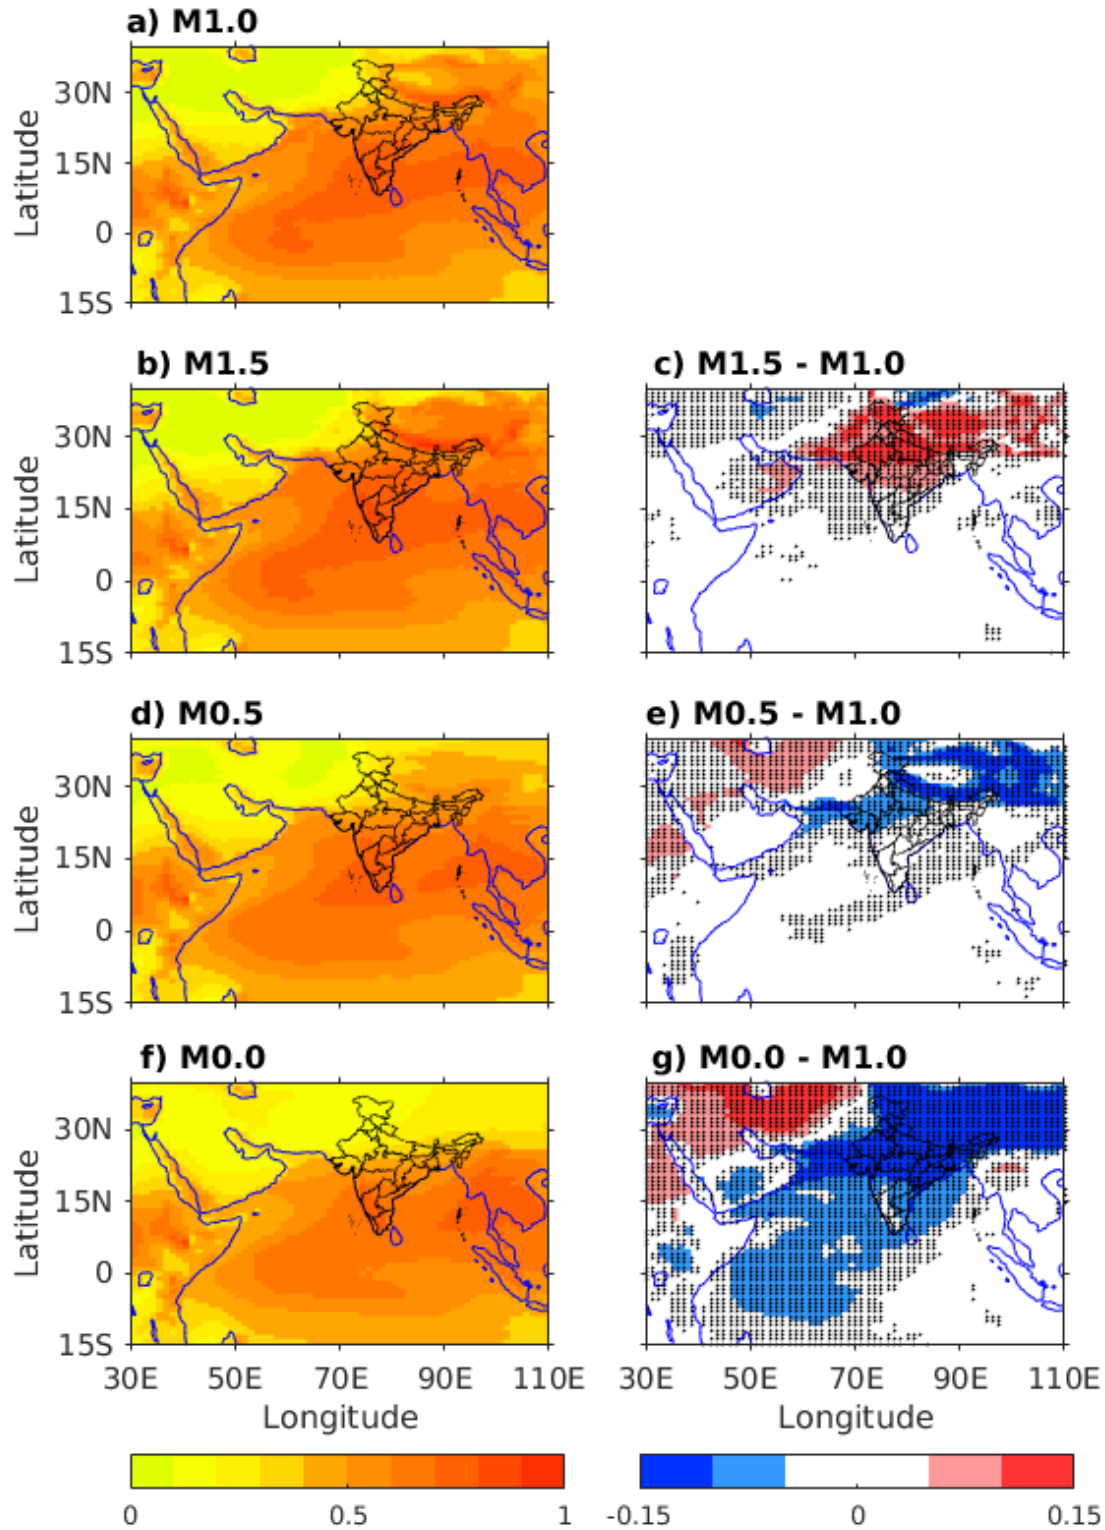 a) M1.0
30N
15N
0
15S
Latitude
b) M1.5
c) M1.5 - M1.0
30N
15N
0
15S
Latitude
d) M0.5
e) M0.5 - M1.0
30N
15N
0
15S
Latitude
f) M0.0
g) M0.0 - M1.0
30N
15N
0
15S
Latitude
30E 50E 70E 90E 110E
30E 50E 70E 90E 110E
Longitude
Longitude
0 0.5 1
-0.15 0 0.15